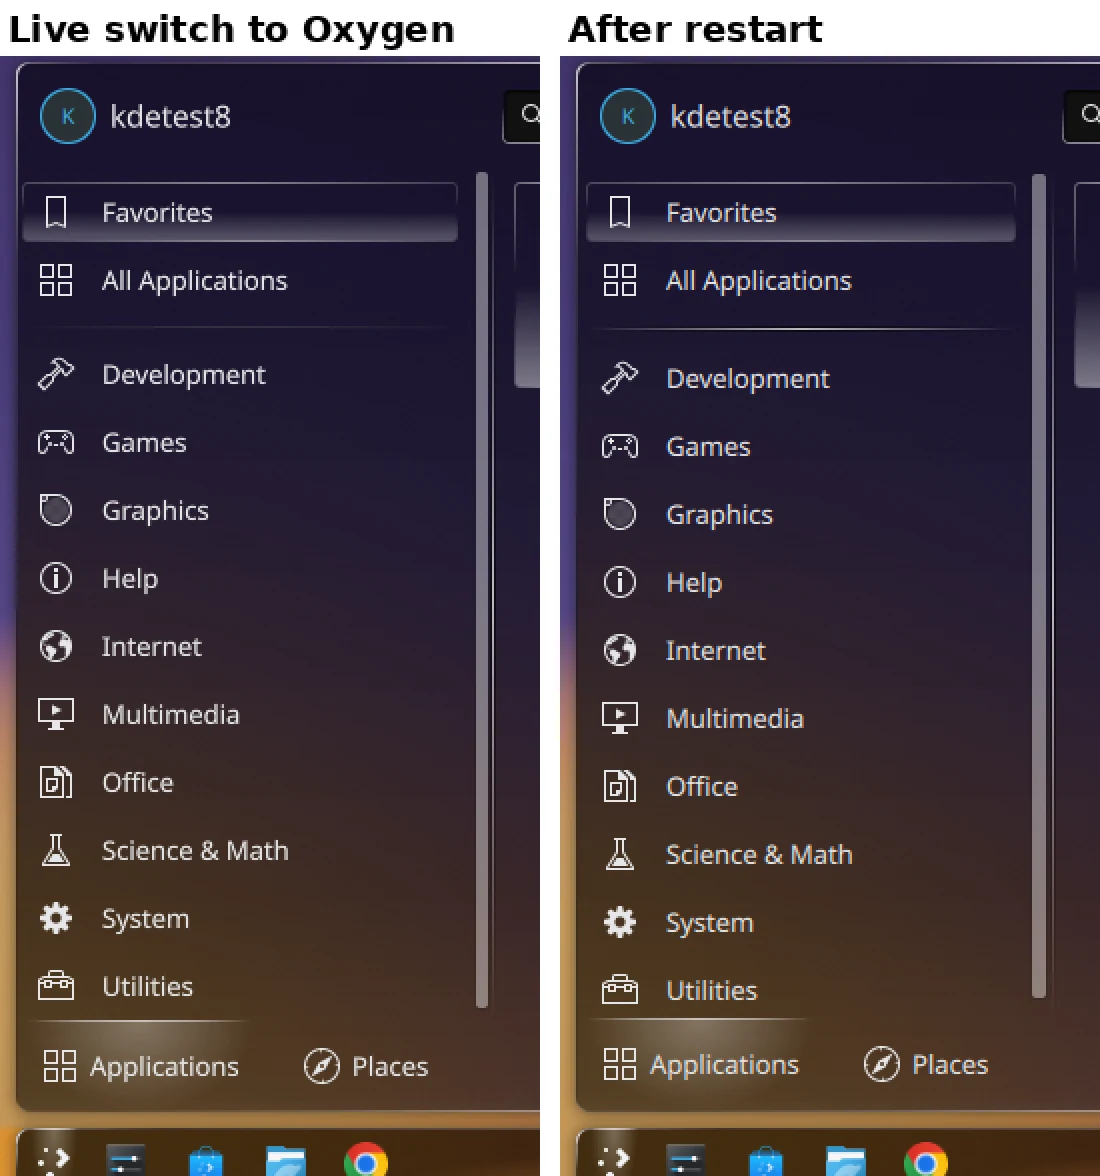 Live switch to Oxygen
K
kdetest8
Favorites
All Applications
Development
Games
Graphics
Help
Internet
Multimedia
Office
Science & Math
System
Utilities
Applications
Places
After restart
K
kdetest8
Favorites
All Applications
Development
Games
Graphics
Help
Internet
Multimedia
Office
Science & Math
System
Utilities
Applications
Places